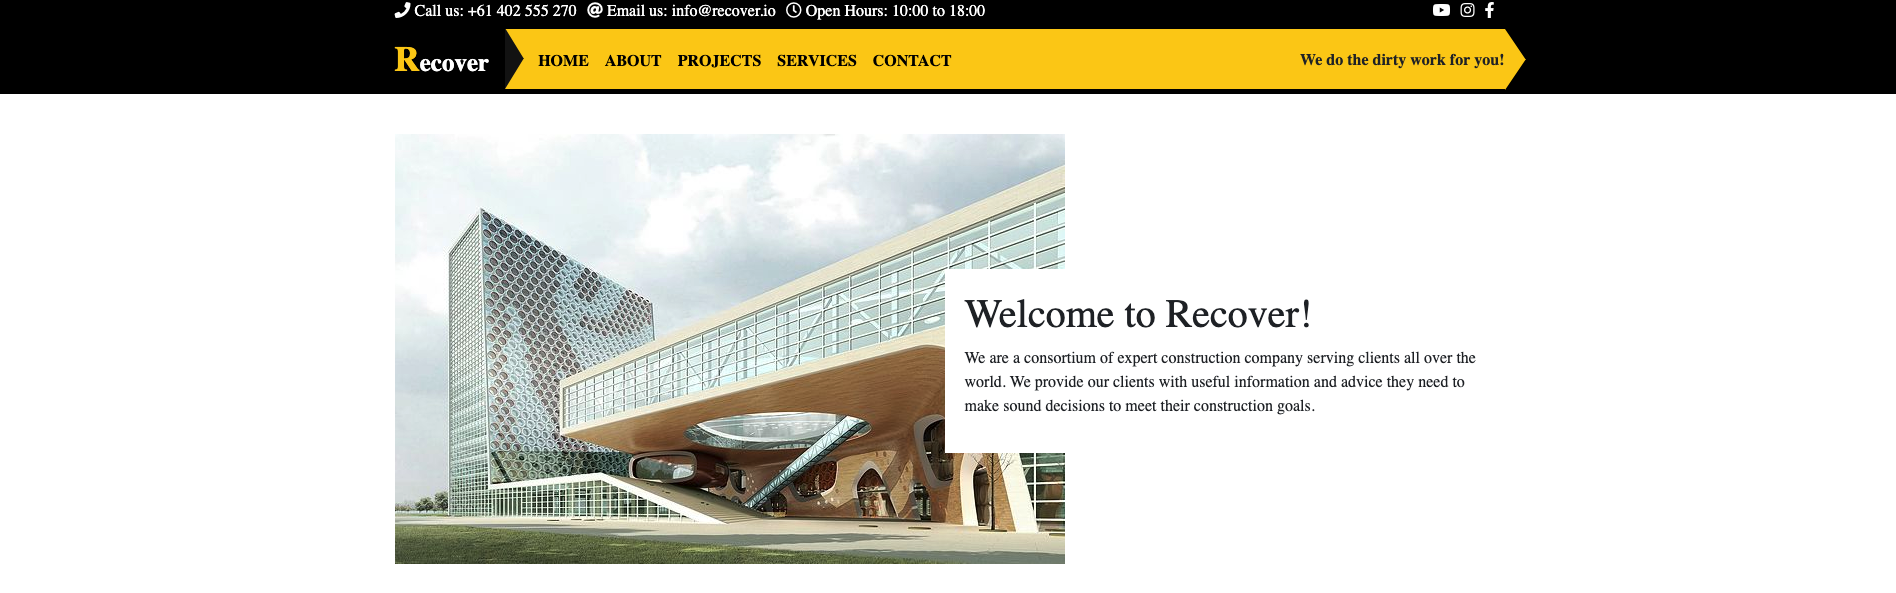 Call us: +61 402 555 270 Email us: info@recover.io Open Hours: 10:00 to 18:00
Recover HOME ABOUT PROJECTS SERVICES CONTACT We do the dirty work for you!
Welcome to Recover!
We are a consortium of expert construction company serving clients all over the
world. We provide our clients with useful information and advice they need to
make sound decisions to meet their construction goals.